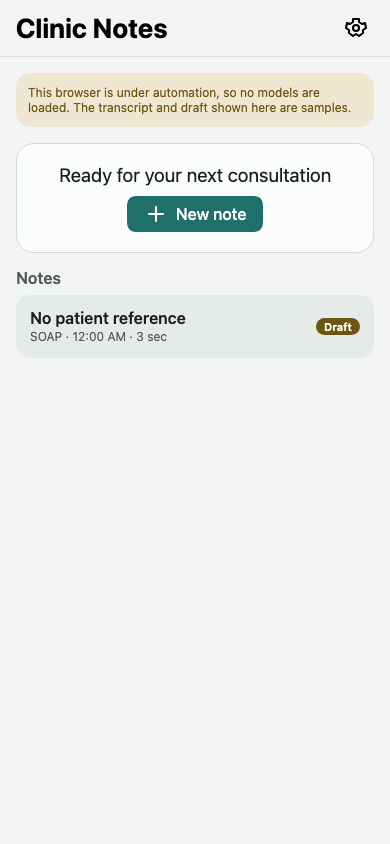 Clinic Notes
This browser is under automation, so no models are
loaded. The transcript and draft shown here are samples.
Ready for your next consultation
New note
Notes
No patient reference
SOAP · 12:00 AM · 3 sec
Draft